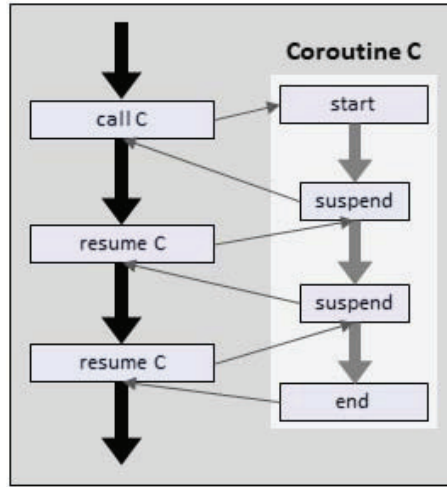 Coroutine C
call C
start
suspend
resume C
suspend
resume C
end